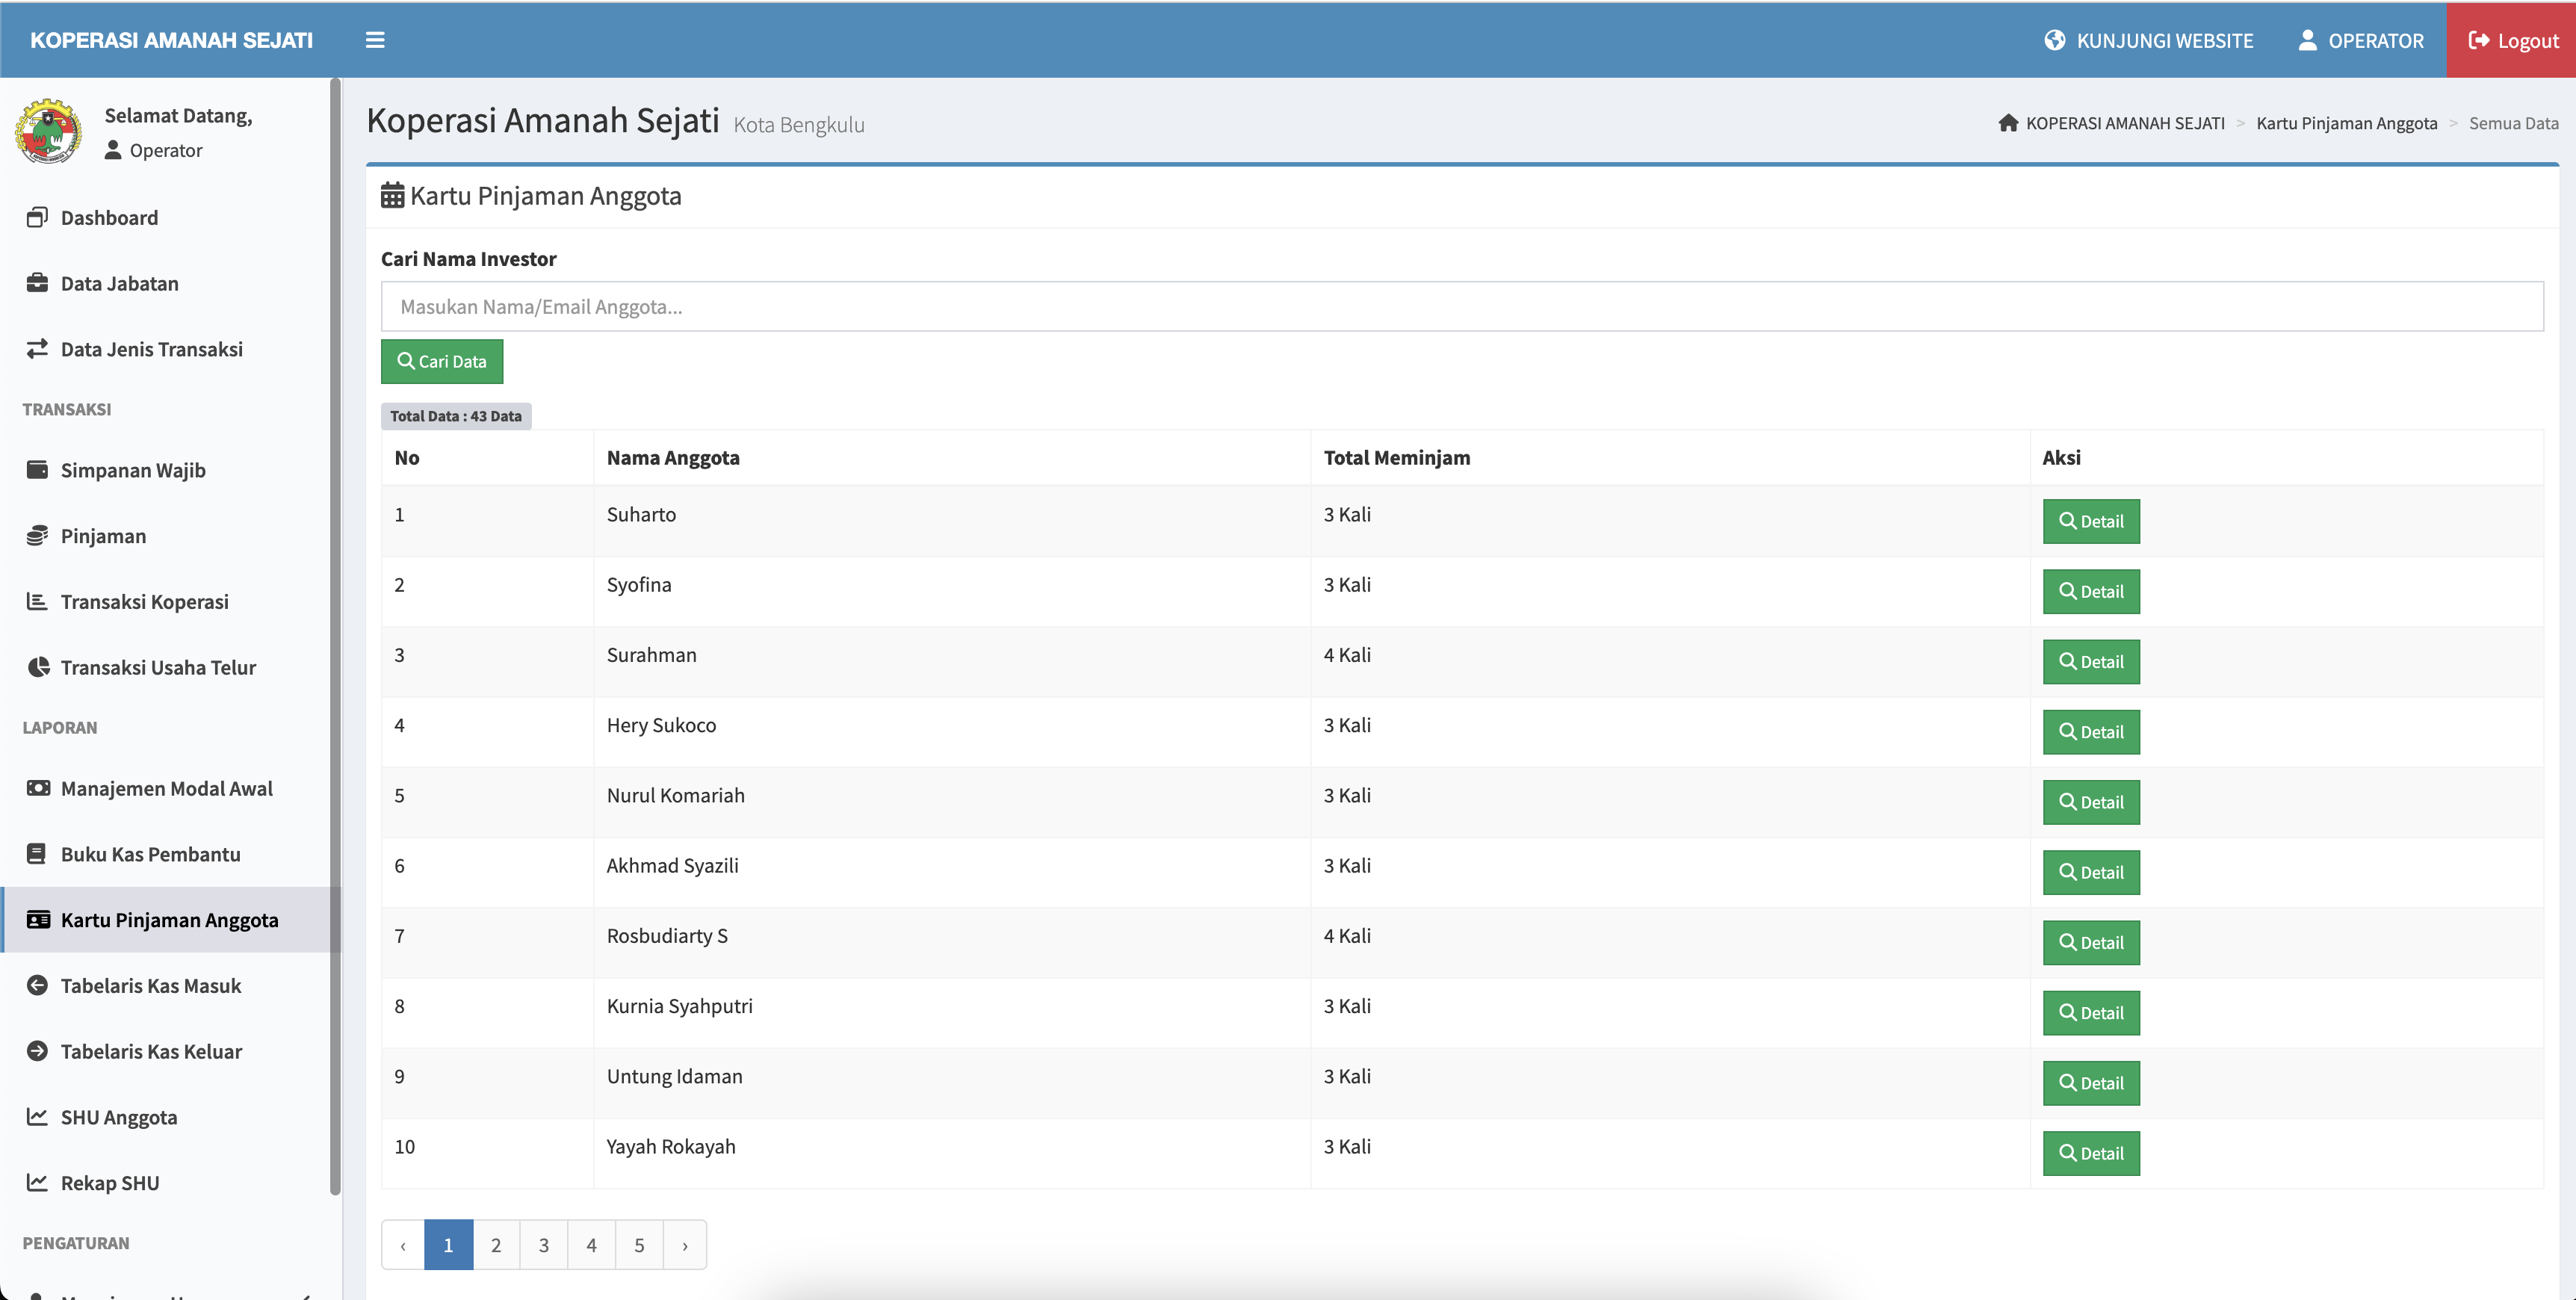 KOPERASI AMANAH SEJATI
KUNJUNGI WEBSITE
OPERATOR
Logout
Selamat Datang,
Operator
Dashboard
Data Jabatan
Data Jenis Transaksi
TRANSAKSI
Simpanan Wajib
Pinjaman
Transaksi Koperasi
Transaksi Usaha Telur
LAPORAN
Manajemen Modal Awal
Buku Kas Pembantu
Kartu Pinjaman Anggota
Tabelaris Kas Masuk
Tabelaris Kas Keluar
SHU Anggota
Rekap SHU
PENGATURAN
Koperasi Amanah Sejati Kota Bengkulu
KOPERASI AMANAH SEJATI > Kartu Pinjaman Anggota > Semua Data
Kartu Pinjaman Anggota
Cari Nama Investor
Masukan Nama/Email Anggota...
Cari Data
Total Data : 43 Data
No Nama Anggota Total Meminjam Aksi
1 Suharto 3 Kali Detail
2 Syofina 3 Kali Detail
3 Surahman 4 Kali Detail
4 Hery Sukoco 3 Kali Detail
5 Nurul Komariah 3 Kali Detail
6 Akhmad Syazili 3 Kali Detail
7 Rosbudiarty S 4 Kali Detail
8 Kurnia Syahputri 3 Kali Detail
9 Untung Idaman 3 Kali Detail
10 Yayah Rokayah 3 Kali Detail
‹ 1 2 3 4 5 ›